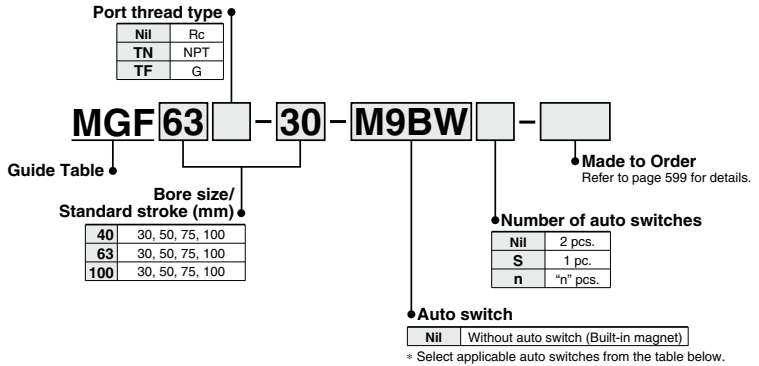 Port thread type
Nil Rc
TN NPT
TF G
MGF 63 - 30 - M9BW -
Guide Table
Bore size/
Standard stroke (mm)
40 30, 50, 75, 100
63 30, 50, 75, 100
100 30, 50, 75, 100
Made to Order
Refer to page 599 for details.
Number of auto switches
Nil 2 pcs.
S 1 pc.
n “n” pcs.
Auto switch
Nil Without auto switch (Built-in magnet)
* Select applicable auto switches from the table below.